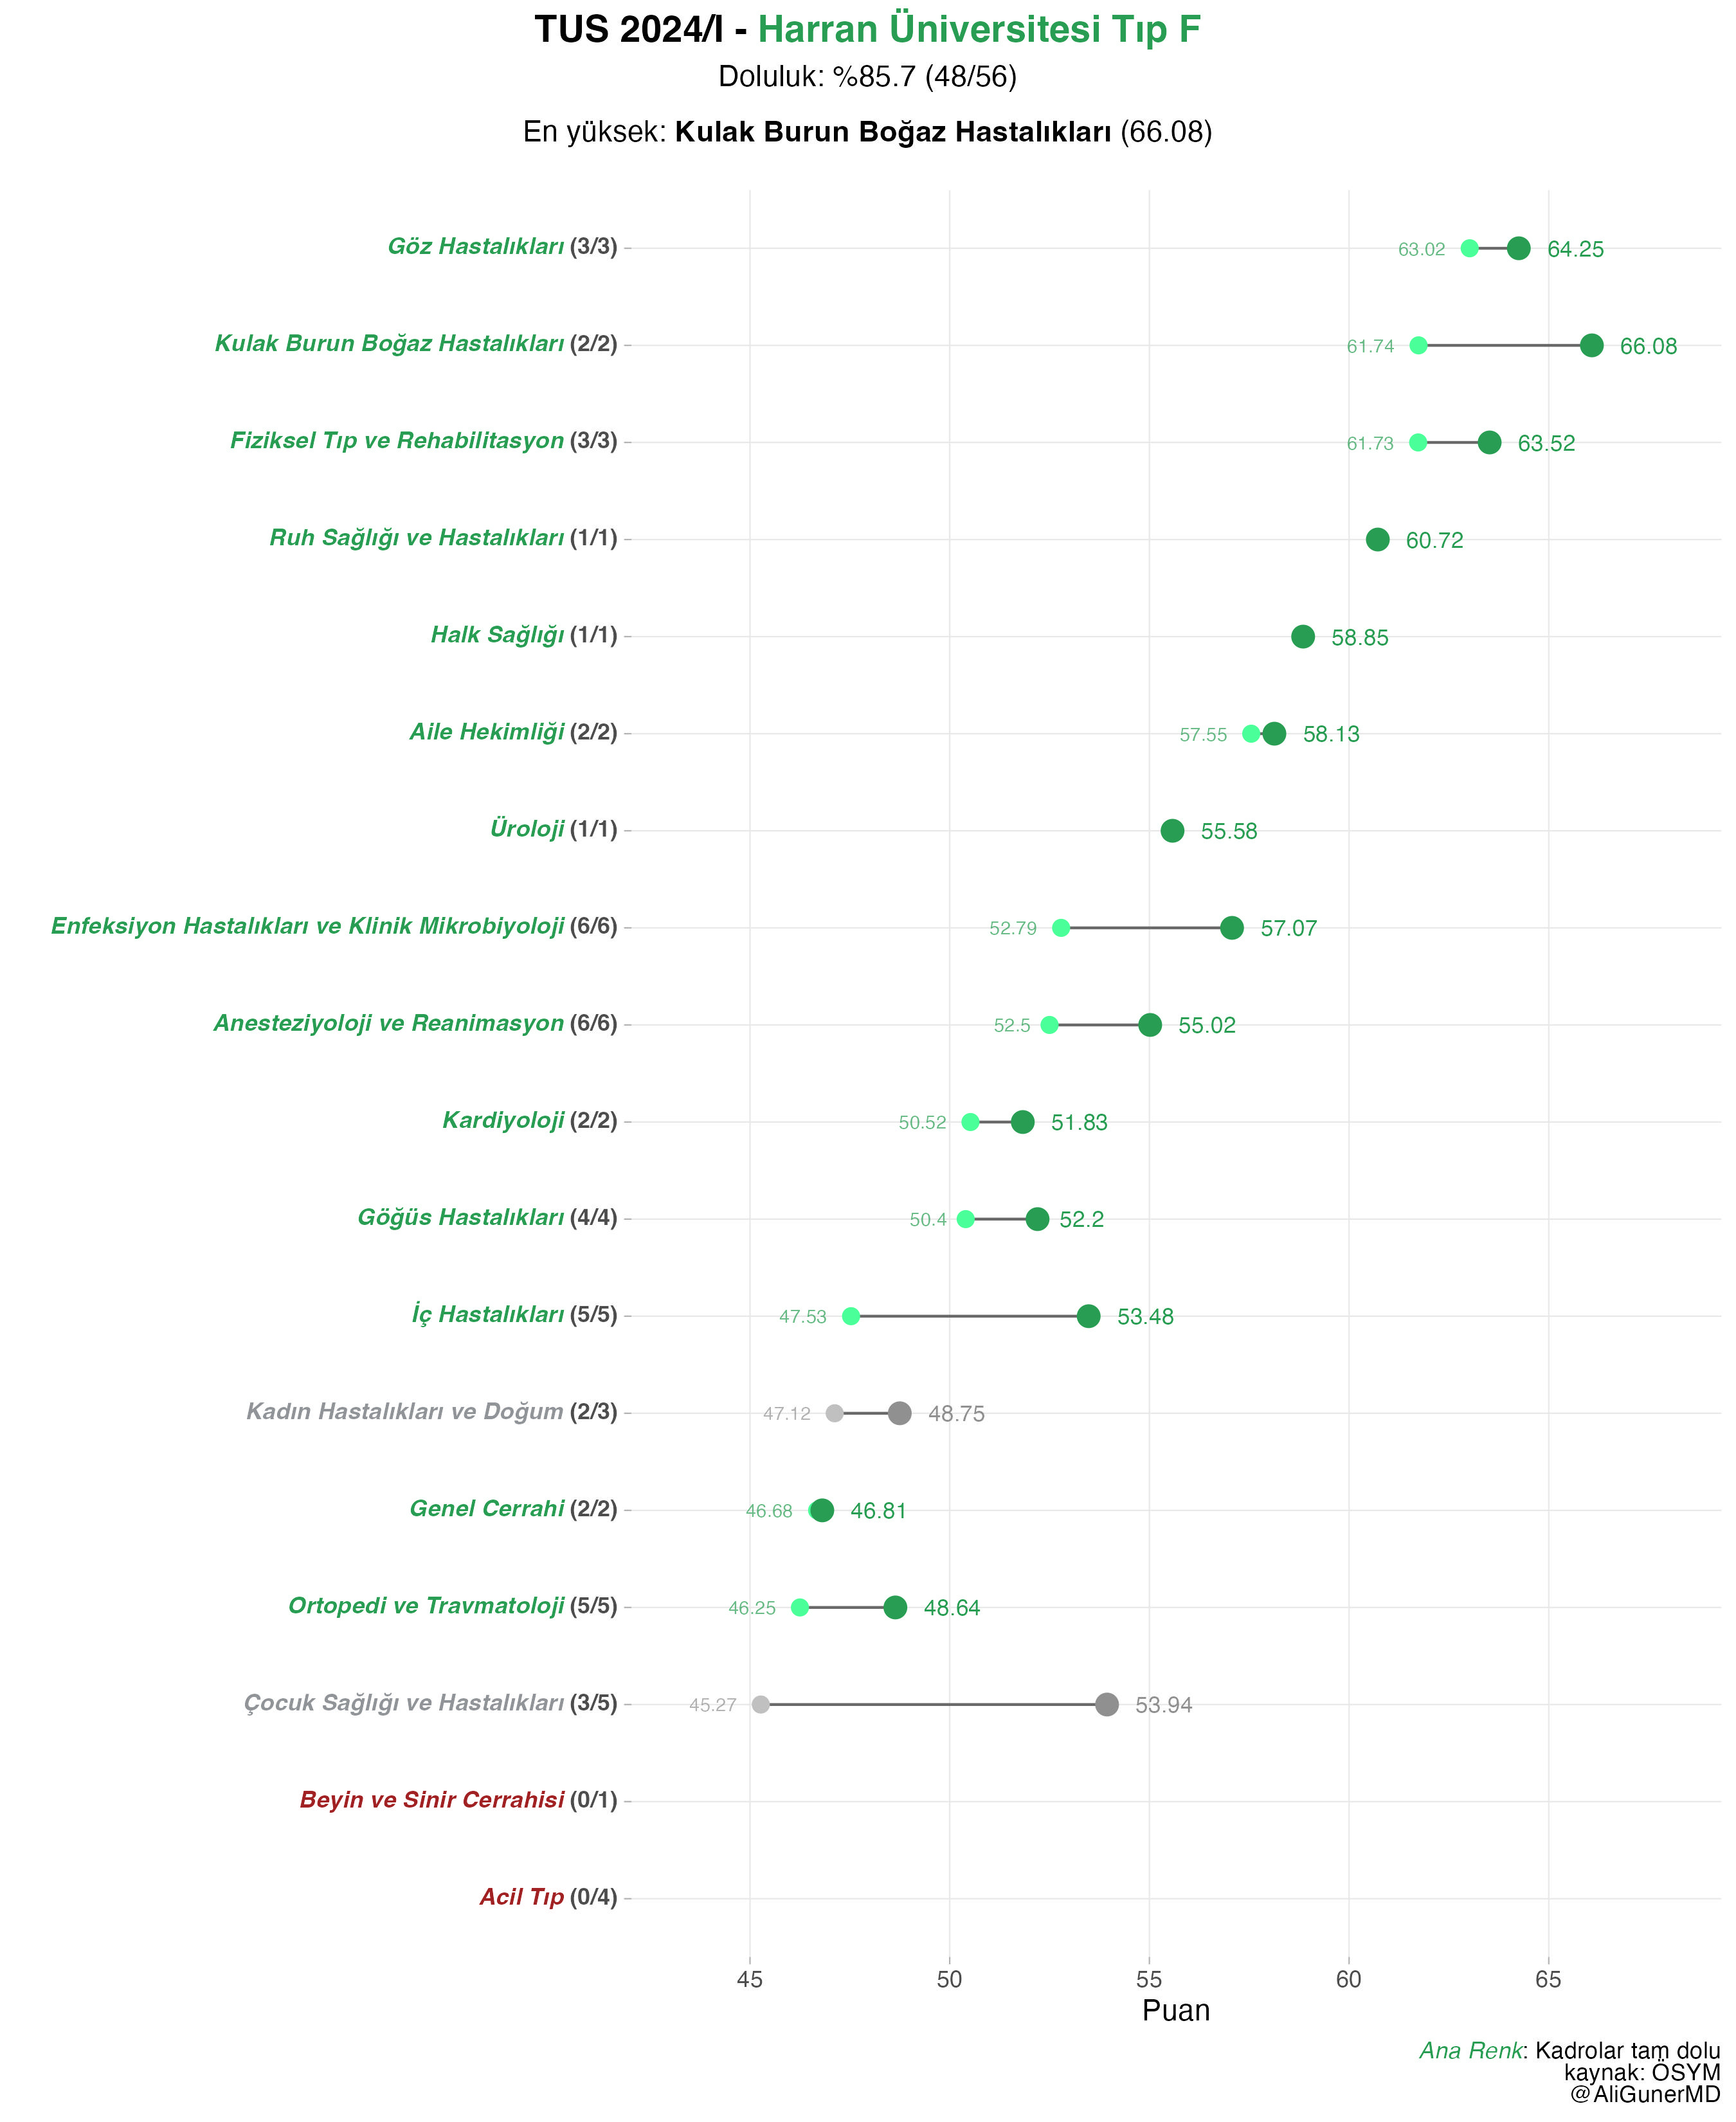 TUS 2024/I - Harran Üniversitesi Tıp F
Doluluk: %85.7 (48/56)
En yüksek: Kulak Burun Boğaz Hastalıkları (66.08)
Göz Hastalıkları (3/3) 63.02 64.25
Kulak Burun Boğaz Hastalıkları (2/2) 61.74 66.08
Fiziksel Tıp ve Rehabilitasyon (3/3) 61.73 63.52
Ruh Sağlığı ve Hastalıkları (1/1) 60.72
Halk Sağlığı (1/1) 58.85
Aile Hekimliği (2/2) 57.55 58.13
Üroloji (1/1) 55.58
Enfeksiyon Hastalıkları ve Klinik Mikrobiyoloji (6/6) 52.79 57.07
Anesteziyoloji ve Reanimasyon (6/6) 52.5 55.02
Kardiyoloji (2/2) 50.52 51.83
Göğüs Hastalıkları (4/4) 50.4 52.2
İç Hastalıkları (5/5) 47.53 53.48
Kadın Hastalıkları ve Doğum (2/3) 47.12 48.75
Genel Cerrahi (2/2) 46.68 46.81
Ortopedi ve Travmatoloji (5/5) 46.25 48.64
Çocuk Sağlığı ve Hastalıkları (3/5) 45.27 53.94
Beyin ve Sinir Cerrahisi (0/1)
Acil Tıp (0/4)
45 50 55 60 65
Puan
Ana Renk: Kadrolar tam dolu
kaynak: ÖSYM
@AliGunerMD